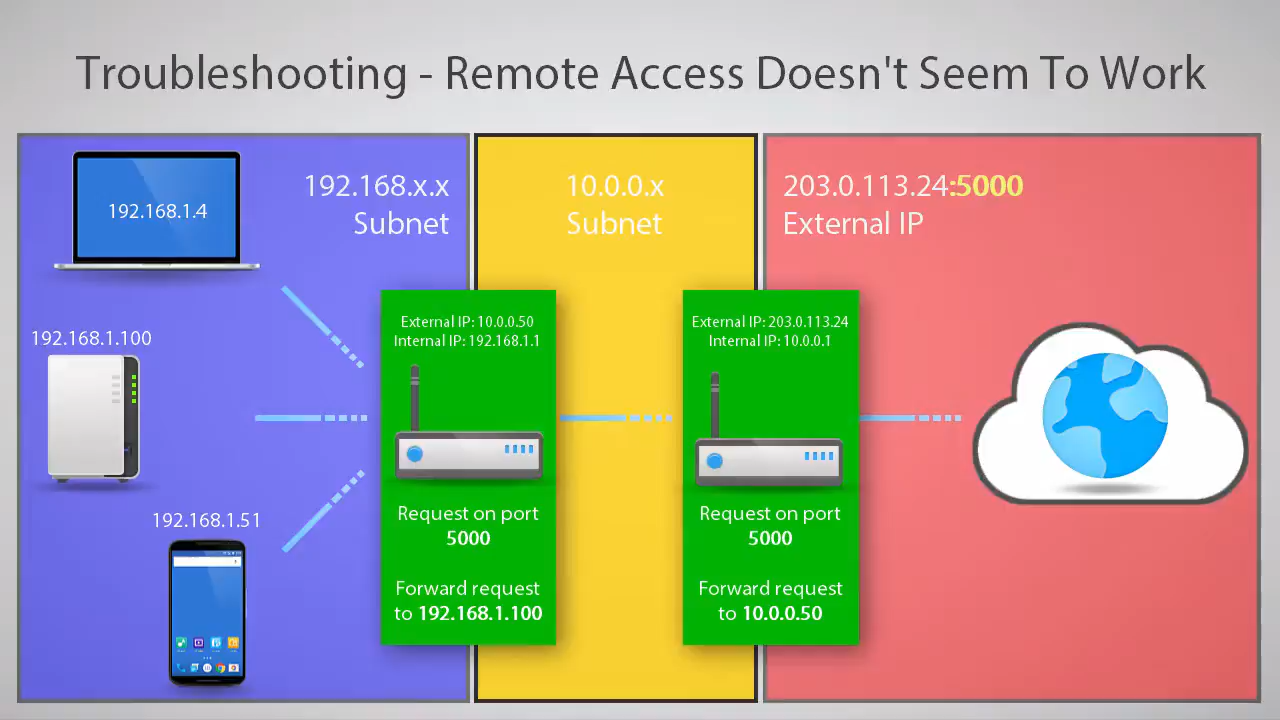 Troubleshooting - Remote Access Doesn't Seem To Work
192.168.x.x
Subnet
10.0.0.x
Subnet
203.0.113.24:5000
External IP
192.168.1.4
192.168.1.100
192.168.1.51
External IP: 10.0.0.50
Internal IP: 192.168.1.1
Request on port
5000
Forward request
to 192.168.1.100
External IP: 203.0.113.24
Internal IP: 10.0.0.1
Request on port
5000
Forward request
to 10.0.0.50